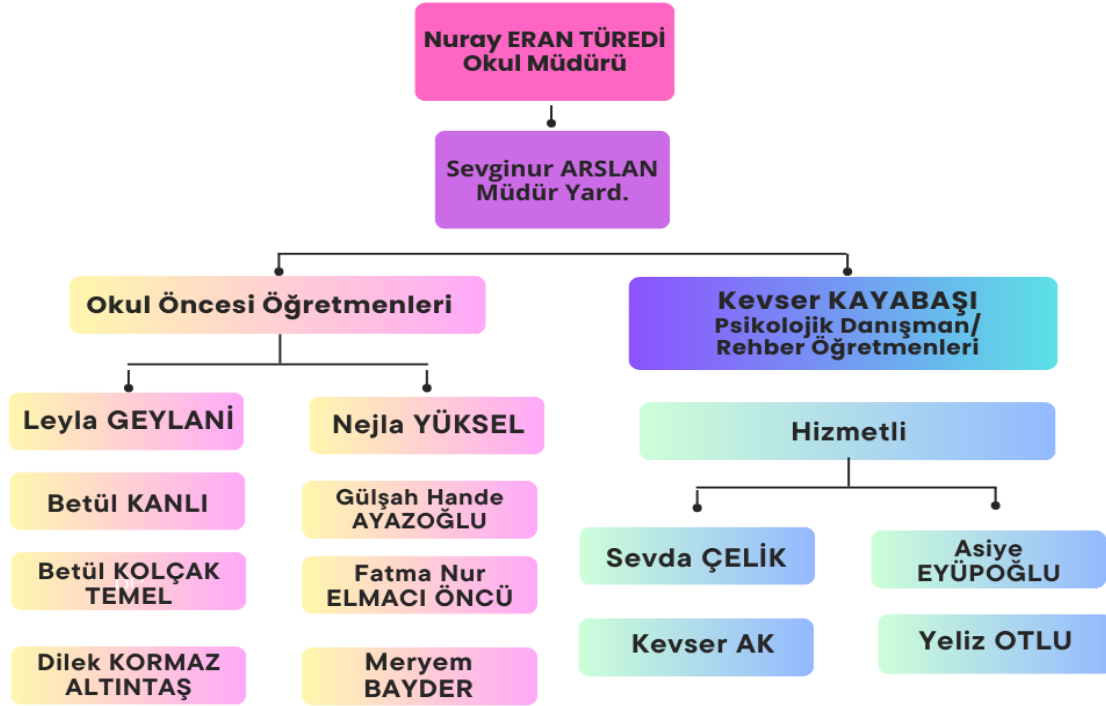 Nuray ERAN TÜREDİ
Okul Müdürü
Sevginur ARSLAN
Müdür Yard.
Okul Öncesi Öğretmenleri
Kevser KAYABAŞI
Psikolojik Danışman/
Rehber Öğretmenleri
Leyla GEYLANİ
Nejla YÜKSEL
Betül KANLI
Gülşah Hande
AYAZOĞLU
Betül KOLÇAK
TEMEL
Fatma Nur
ELMACI ÖNCÜ
Dilek KORMAZ
ALTINTAŞ
Meryem
BAYDER
Hizmetli
Sevda ÇELİK
Asiye
EYÜPOĞLU
Kevser AK
Yeliz OTLU